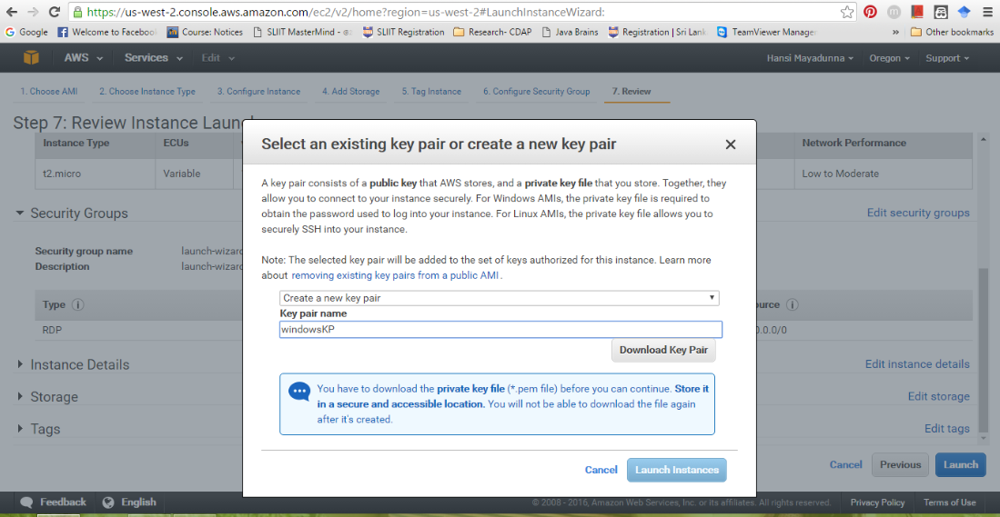 https://us-west-2.console.aws.amazon.com/ec2/v2/home?region=us-west-2#LaunchInstanceWizard:
Google Welcome to Facebook Course: Notices SLIIT MasterMind - SLIIT Registration Research- CDAP Java Brains Registration | Sri Lank TeamViewer Manage » Other bookmarks
AWS Services Edit Hansi Mayadunna Oregon Support
1. Choose AMI 2. Choose Instance Type 3. Configure Instance 4. Add Storage 5. Tag Instance 6. Configure Security Group 7. Review
Step 7: Review Instance Laun
Instance Type ECUs Network Performance
t2.micro Variable Low to Moderate
Security Groups Edit security groups
Security group name launch-wizard
Description launch-wizard
Type i ource i
RDP 0.0.0/0
Instance Details Edit instance details
Storage Edit storage
Tags Edit tags
Cancel Previous Launch
Select an existing key pair or create a new key pair
A key pair consists of a public key that AWS stores, and a private key file that you store. Together, they
allow you to connect to your instance securely. For Windows AMIs, the private key file is required to
obtain the password used to log into your instance. For Linux AMIs, the private key file allows you to
securely SSH into your instance.
Note: The selected key pair will be added to the set of keys authorized for this instance. Learn more
about removing existing key pairs from a public AMI.
Create a new key pair
Key pair name
windowsKP
Download Key Pair
You have to download the private key file (*.pem file) before you can continue. Store it
in a secure and accessible location. You will not be able to download the file again
after it's created.
Cancel Launch Instances
Feedback English © 2008 - 2016, Amazon Web Services, Inc. or its affiliates. All rights reserved. Privacy Policy Terms of Use